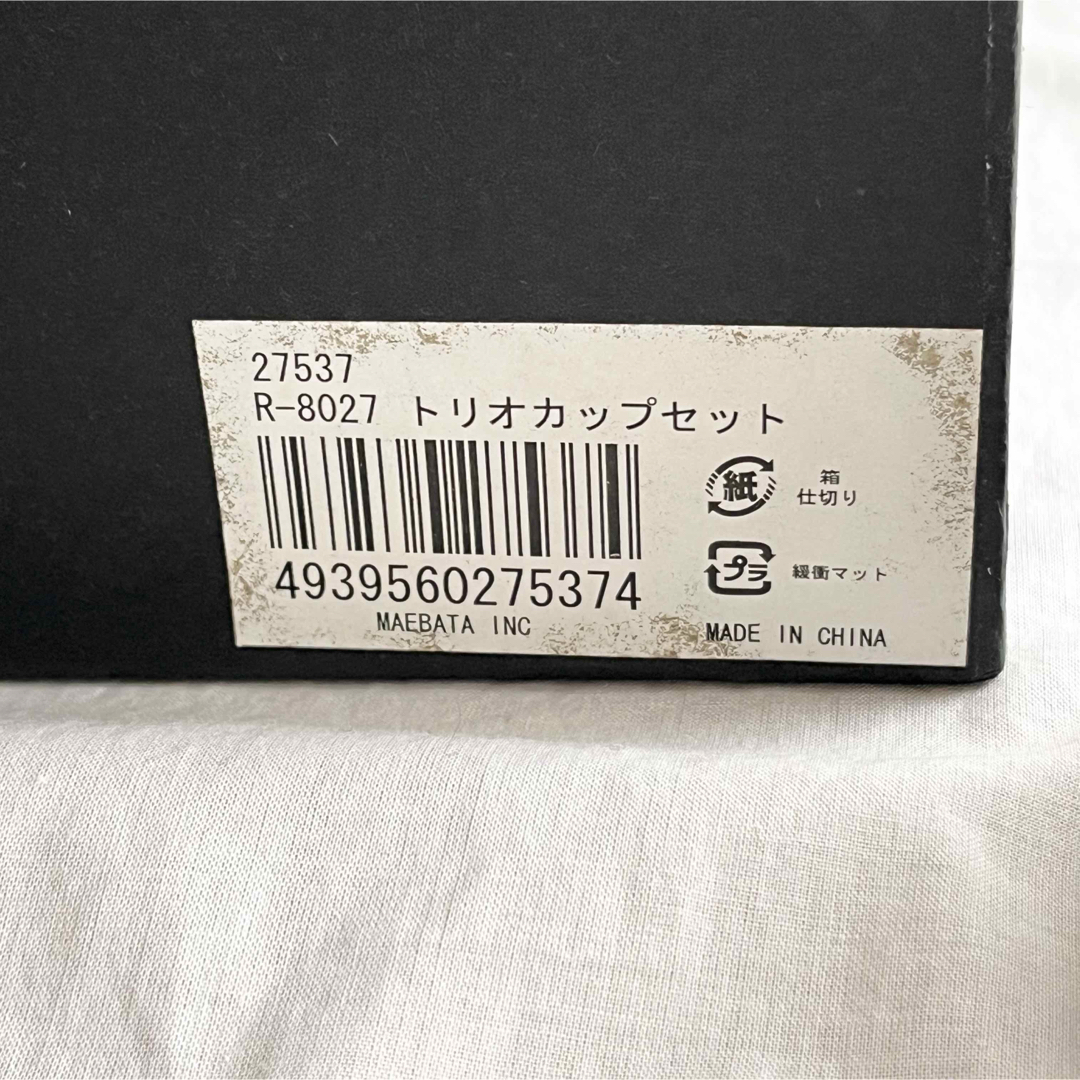 27537
R-8027 トリオカップセット
4939560275374
MAEBATA INC
紙
箱
仕切り
プラ
緩衝マット
MADE IN CHINA